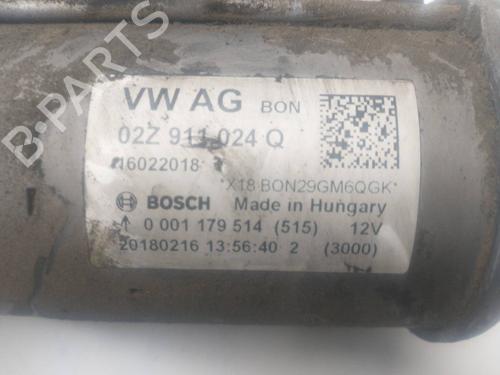 B-PARTS
VW AG BON
02Z 911 024 Q
16022018
*X18 BON29GM6QGK*
BOSCH Made in Hungary
↑ 0 001 179 514 (515) 12V
20180216 13:56:40 2 (3000)